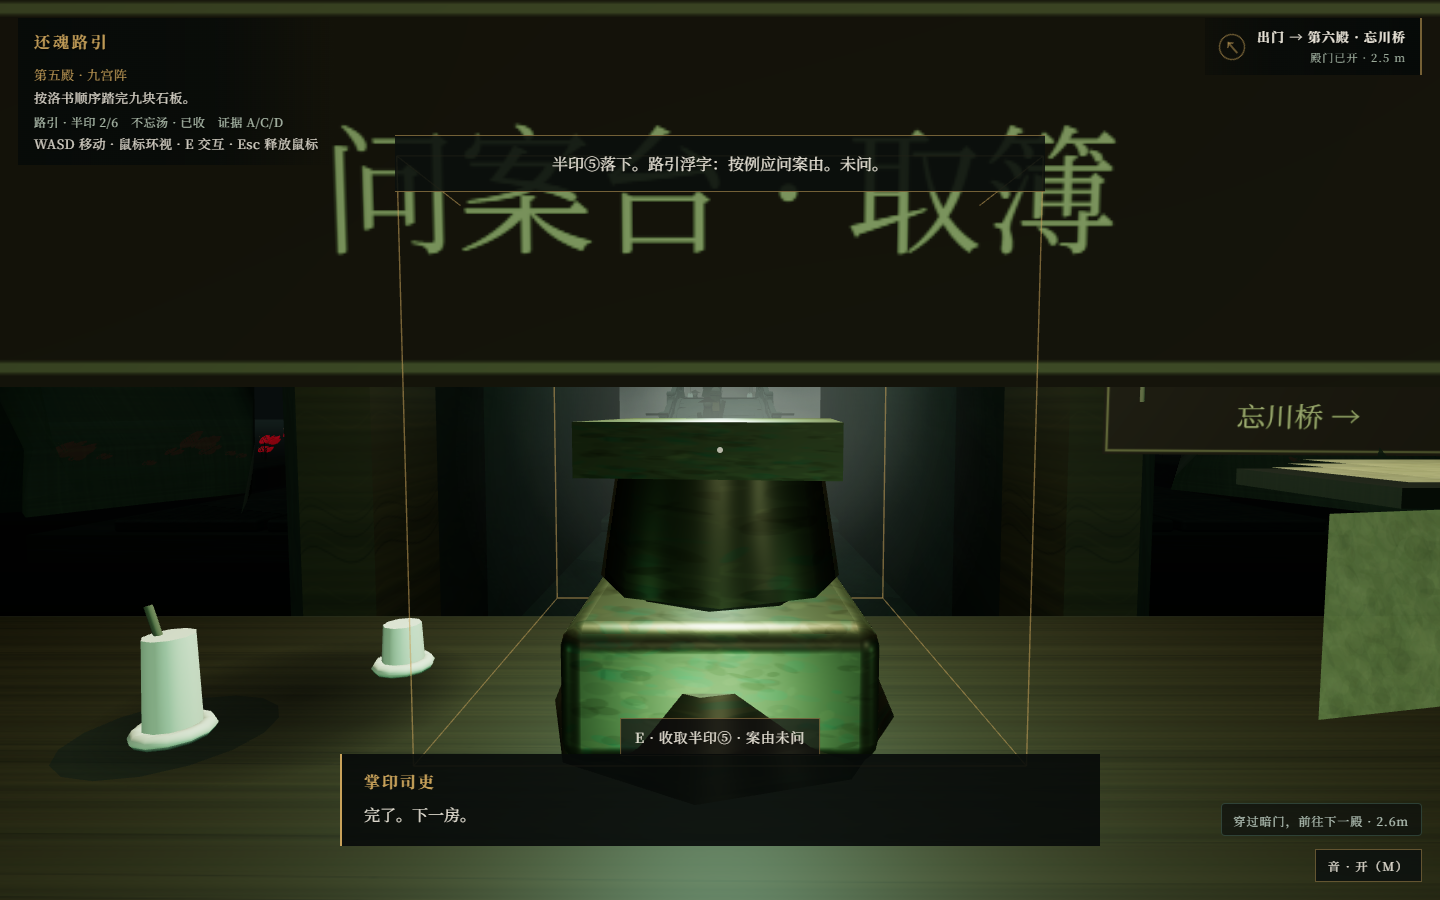 还魂路引
第五殿 · 九宫阵
按洛书顺序踏完九块石板。
路引 · 半印 2/6 不忘汤 · 已收 证据 A/C/D
WASD 移动 · 鼠标环视 · E 交互 · Esc 释放鼠标
出门 → 第六殿 · 忘川桥
殿门已开 · 2.5 m
问案台 · 取簿
半印⑤落下。路引浮字：按例应问案由。未问。
忘川桥 →
E · 收取半印⑤ · 案由未问
掌印司吏
完了。下一房。
穿过暗门，前往下一殿 · 2.6m
音 · 开（M）